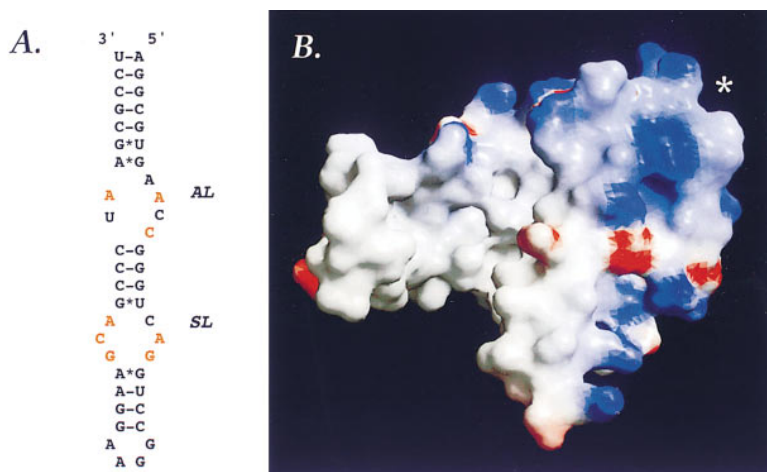 A.
3' 5'
U-A
C-G
C-G
G-C
C-G
G*U
A*G
A
A A AL
U C
C
C-G
C-G
C-G
G*U
A C SL
C A
G G
A*G
A-U
G-C
G-C
A G
A G
B.
*